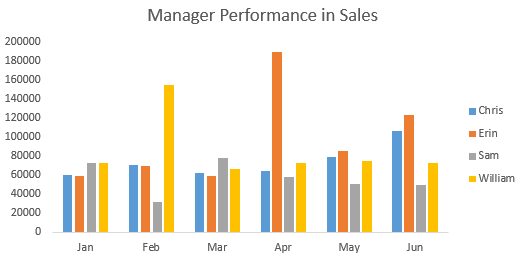 Manager Performance in Sales
200000
180000
160000
140000
120000
100000
80000
60000
40000
20000
0
Jan Feb Mar Apr May Jun
Chris
Erin
Sam
William